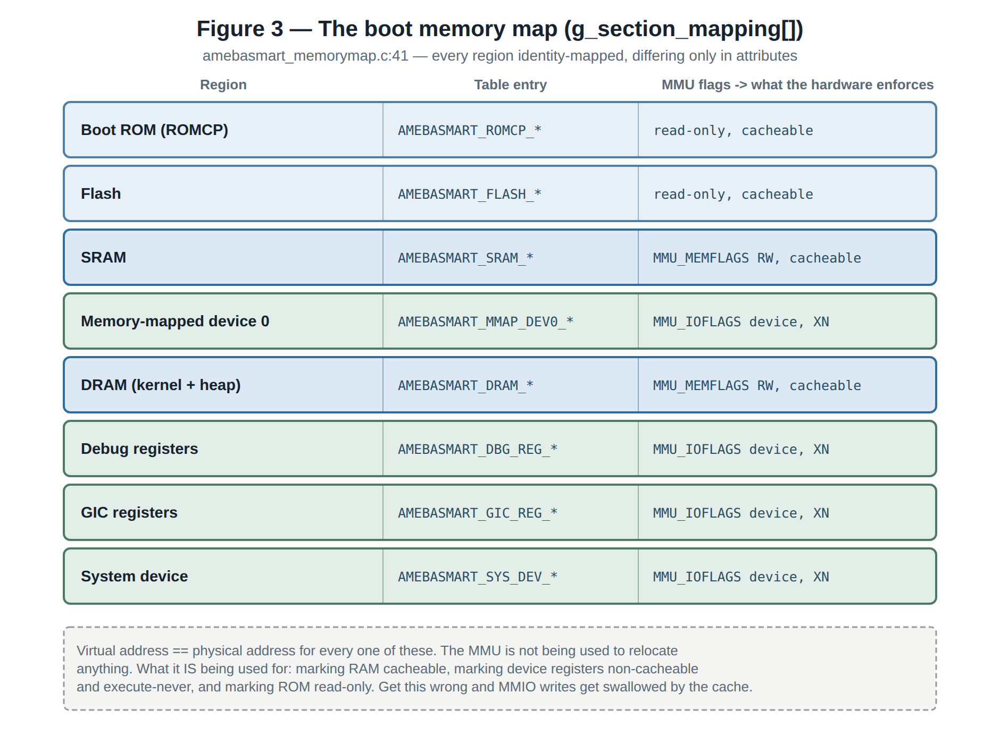 Figure 3 — The boot memory map (g_section_mapping[])
amebasmart_memorymap.c:41 — every region identity-mapped, differing only in attributes
Region Table entry MMU flags -> what the hardware enforces
Boot ROM (ROMCP) AMEBASMART_ROMCP_* read-only, cacheable
Flash AMEBASMART_FLASH_* read-only, cacheable
SRAM AMEBASMART_SRAM_* MMU_MEMFLAGS RW, cacheable
Memory-mapped device 0 AMEBASMART_MMAP_DEV0_* MMU_IOFLAGS device, XN
DRAM (kernel + heap) AMEBASMART_DRAM_* MMU_MEMFLAGS RW, cacheable
Debug registers AMEBASMART_DBG_REG_* MMU_IOFLAGS device, XN
GIC registers AMEBASMART_GIC_REG_* MMU_IOFLAGS device, XN
System device AMEBASMART_SYS_DEV_* MMU_IOFLAGS device, XN
Virtual address == physical address for every one of these. The MMU is not being used to relocate
anything. What it IS being used for: marking RAM cacheable, marking device registers non-cacheable
and execute-never, and marking ROM read-only. Get this wrong and MMIO writes get swallowed by the cache.